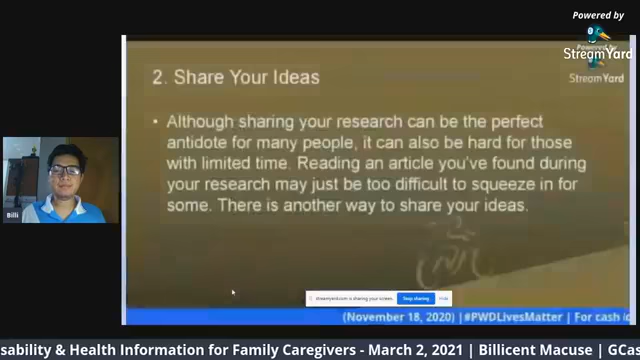 Powered by
StreamYard
Powered by
StreamYard
2. Share Your Ideas
• Although sharing your research can be the perfect
antidote for many people, it can also be hard for those
with limited time. Reading an article you've found during
your research may just be too difficult to squeeze in for
some. There is another way to share your ideas.
Billi
streamyard.com is sharing your screen.
Stop sharing
Hide
(November 18, 2020) |#PWDLivesMatter | For cash
sability & Health Information for Family Caregivers - March 2, 2021 | Billicent Macuse | GCas